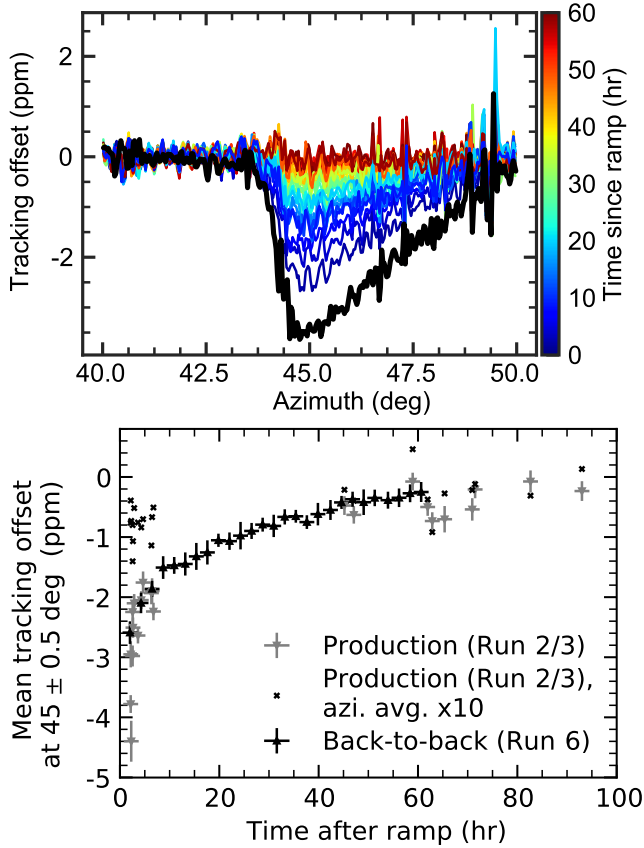 2
0
-2
Tracking offset (ppm)
40.0 42.5 45.0 47.5 50.0
Azimuth (deg)
60
50
40
30
20
10
0
Time since ramp (hr)
0
-1
-2
-3
-4
-5
Mean tracking offset
at 45 ± 0.5 deg (ppm)
Production (Run 2/3)
Production (Run 2/3),
azi. avg. x10
Back-to-back (Run 6)
0 20 40 60 80 100
Time after ramp (hr)